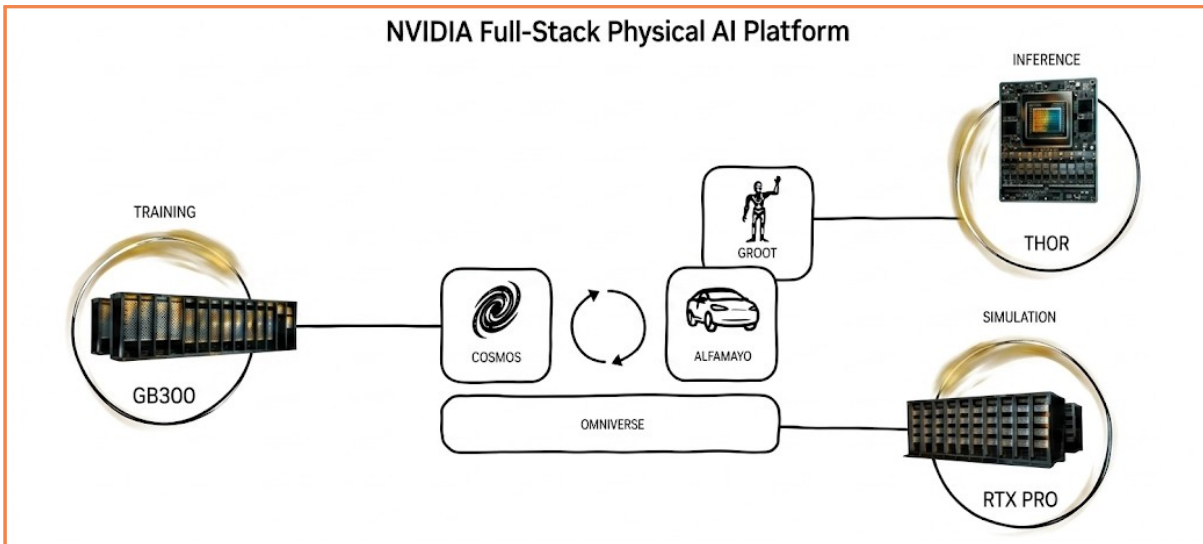 NVIDIA Full-Stack Physical AI Platform
INFERENCE
THOR
TRAINING
GB300
GROOT
COSMOS
ALFAMAYO
OMNIVERSE
SIMULATION
RTX PRO